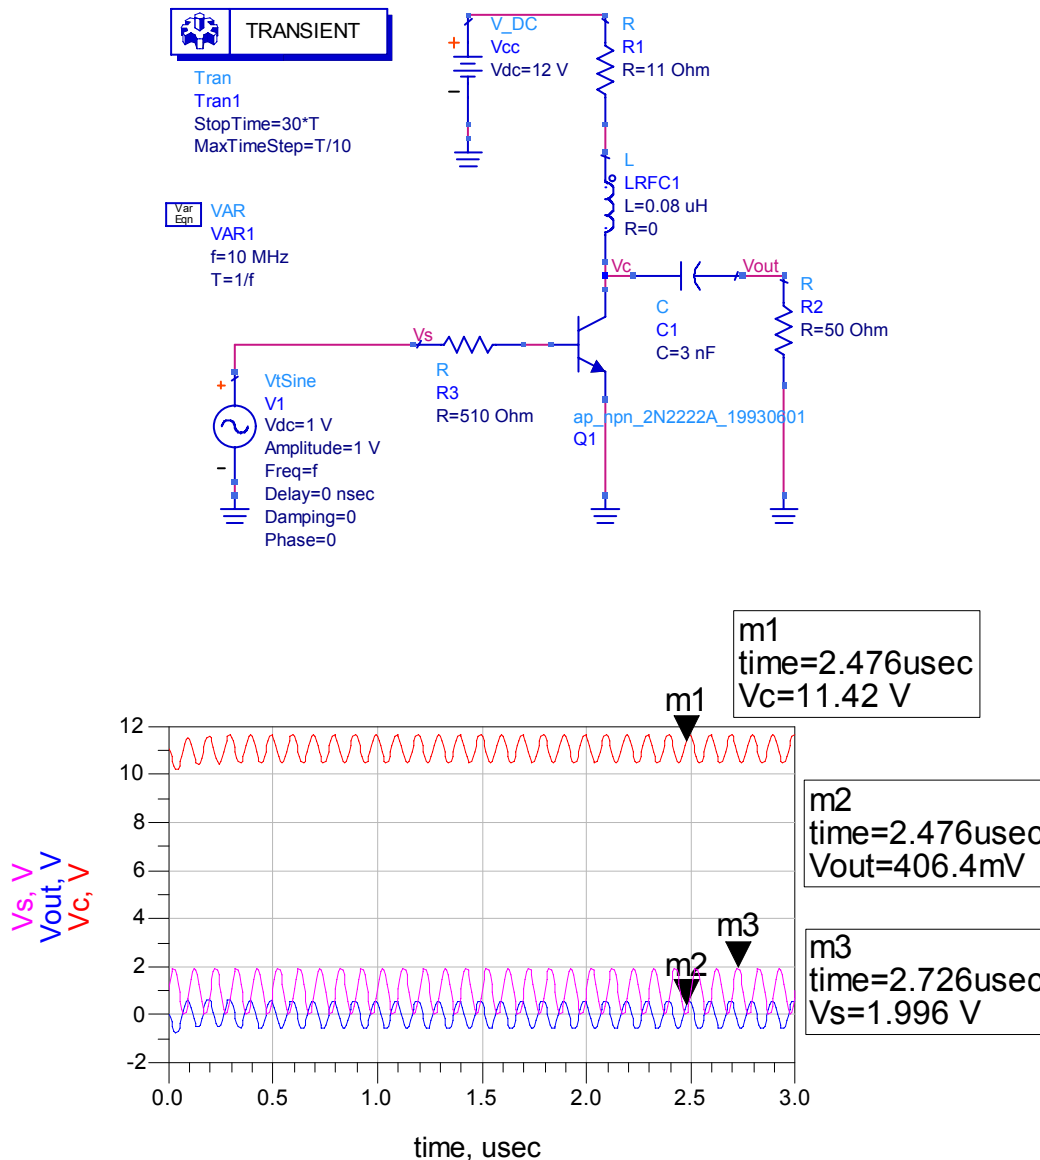 TRANSIENT
Tran
Tran1
StopTime=30*T
MaxTimeStep=T/10
Var
Eqn
VAR
VAR1
f=10 MHz
T=1/f
V_DC
Vcc
Vdc=12 V
+
−
R
R1
R=11 Ohm
L
LRFC1
L=0.08 uH
R=0
Vc
Vout
C
C1
C=3 nF
R
R2
R=50 Ohm
Vs
R
R3
R=510 Ohm
ap_npn_2N2222A_19930601
Q1
+
−
VtSine
V1
Vdc=1 V
Amplitude=1 V
Freq=f
Delay=0 nsec
Damping=0
Phase=0
m1
time=2.476usec
Vc=11.42 V
m2
time=2.476usec
Vout=406.4mV
m3
time=2.726usec
Vs=1.996 V
m1
m2
m3
Vs, V
Vout, V
Vc, V
12
10
8
6
4
2
0
-2
0.0
0.5
1.0
1.5
2.0
2.5
3.0
time, usec